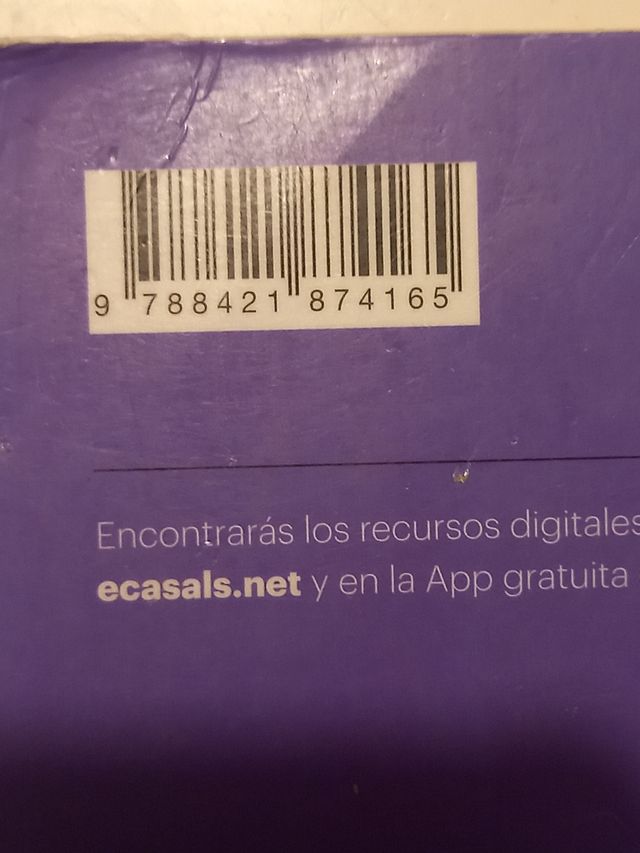 9 788421 874165
Encontrarás los recursos digitales
ecasals.net y en la App gratuita